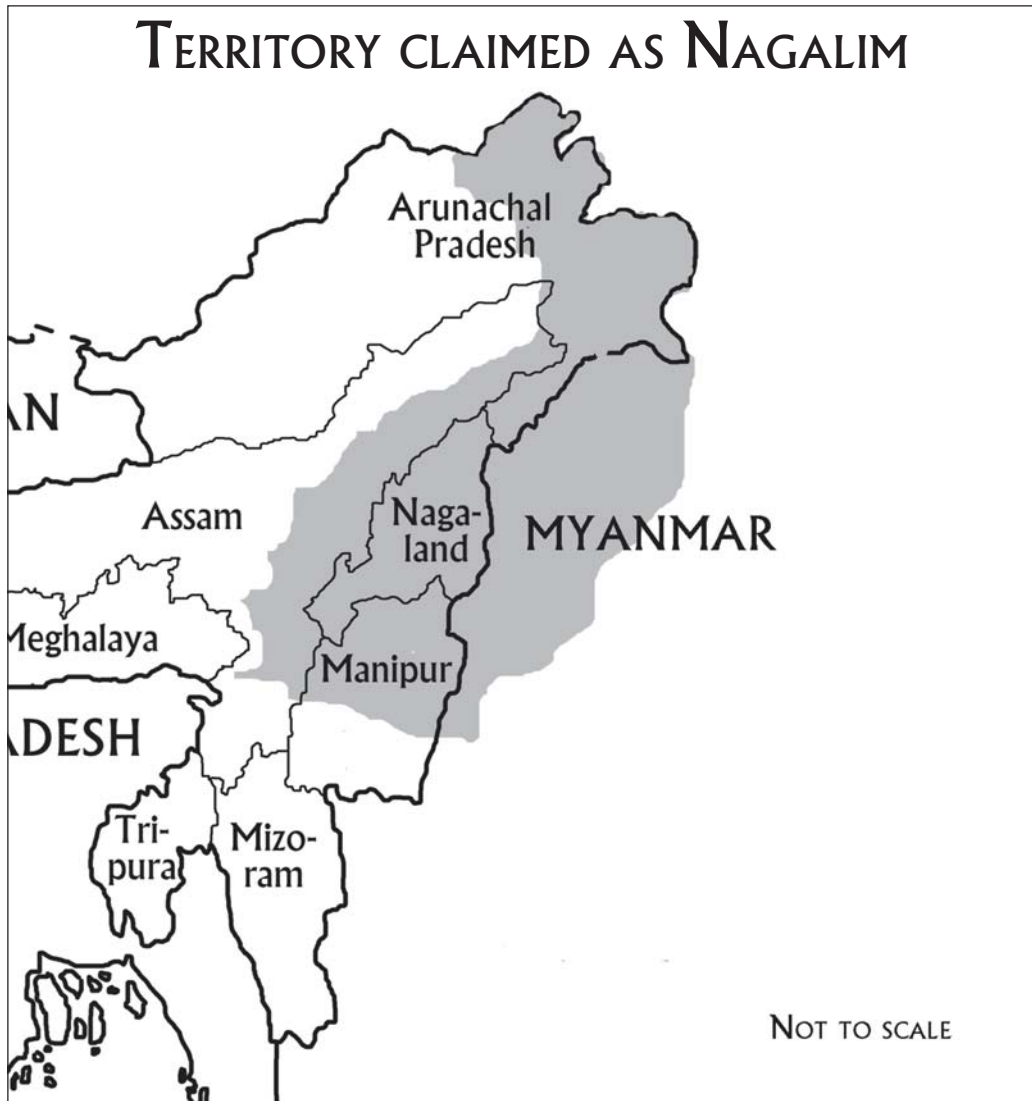 TERRITORY CLAIMED AS NAGALIM
Arunachal
Pradesh
AN
Assam
Naga-
land
MYANMAR
Meghalaya
Manipur
ADESH
Tri-
pura
Mizo-
ram
NOT TO SCALE